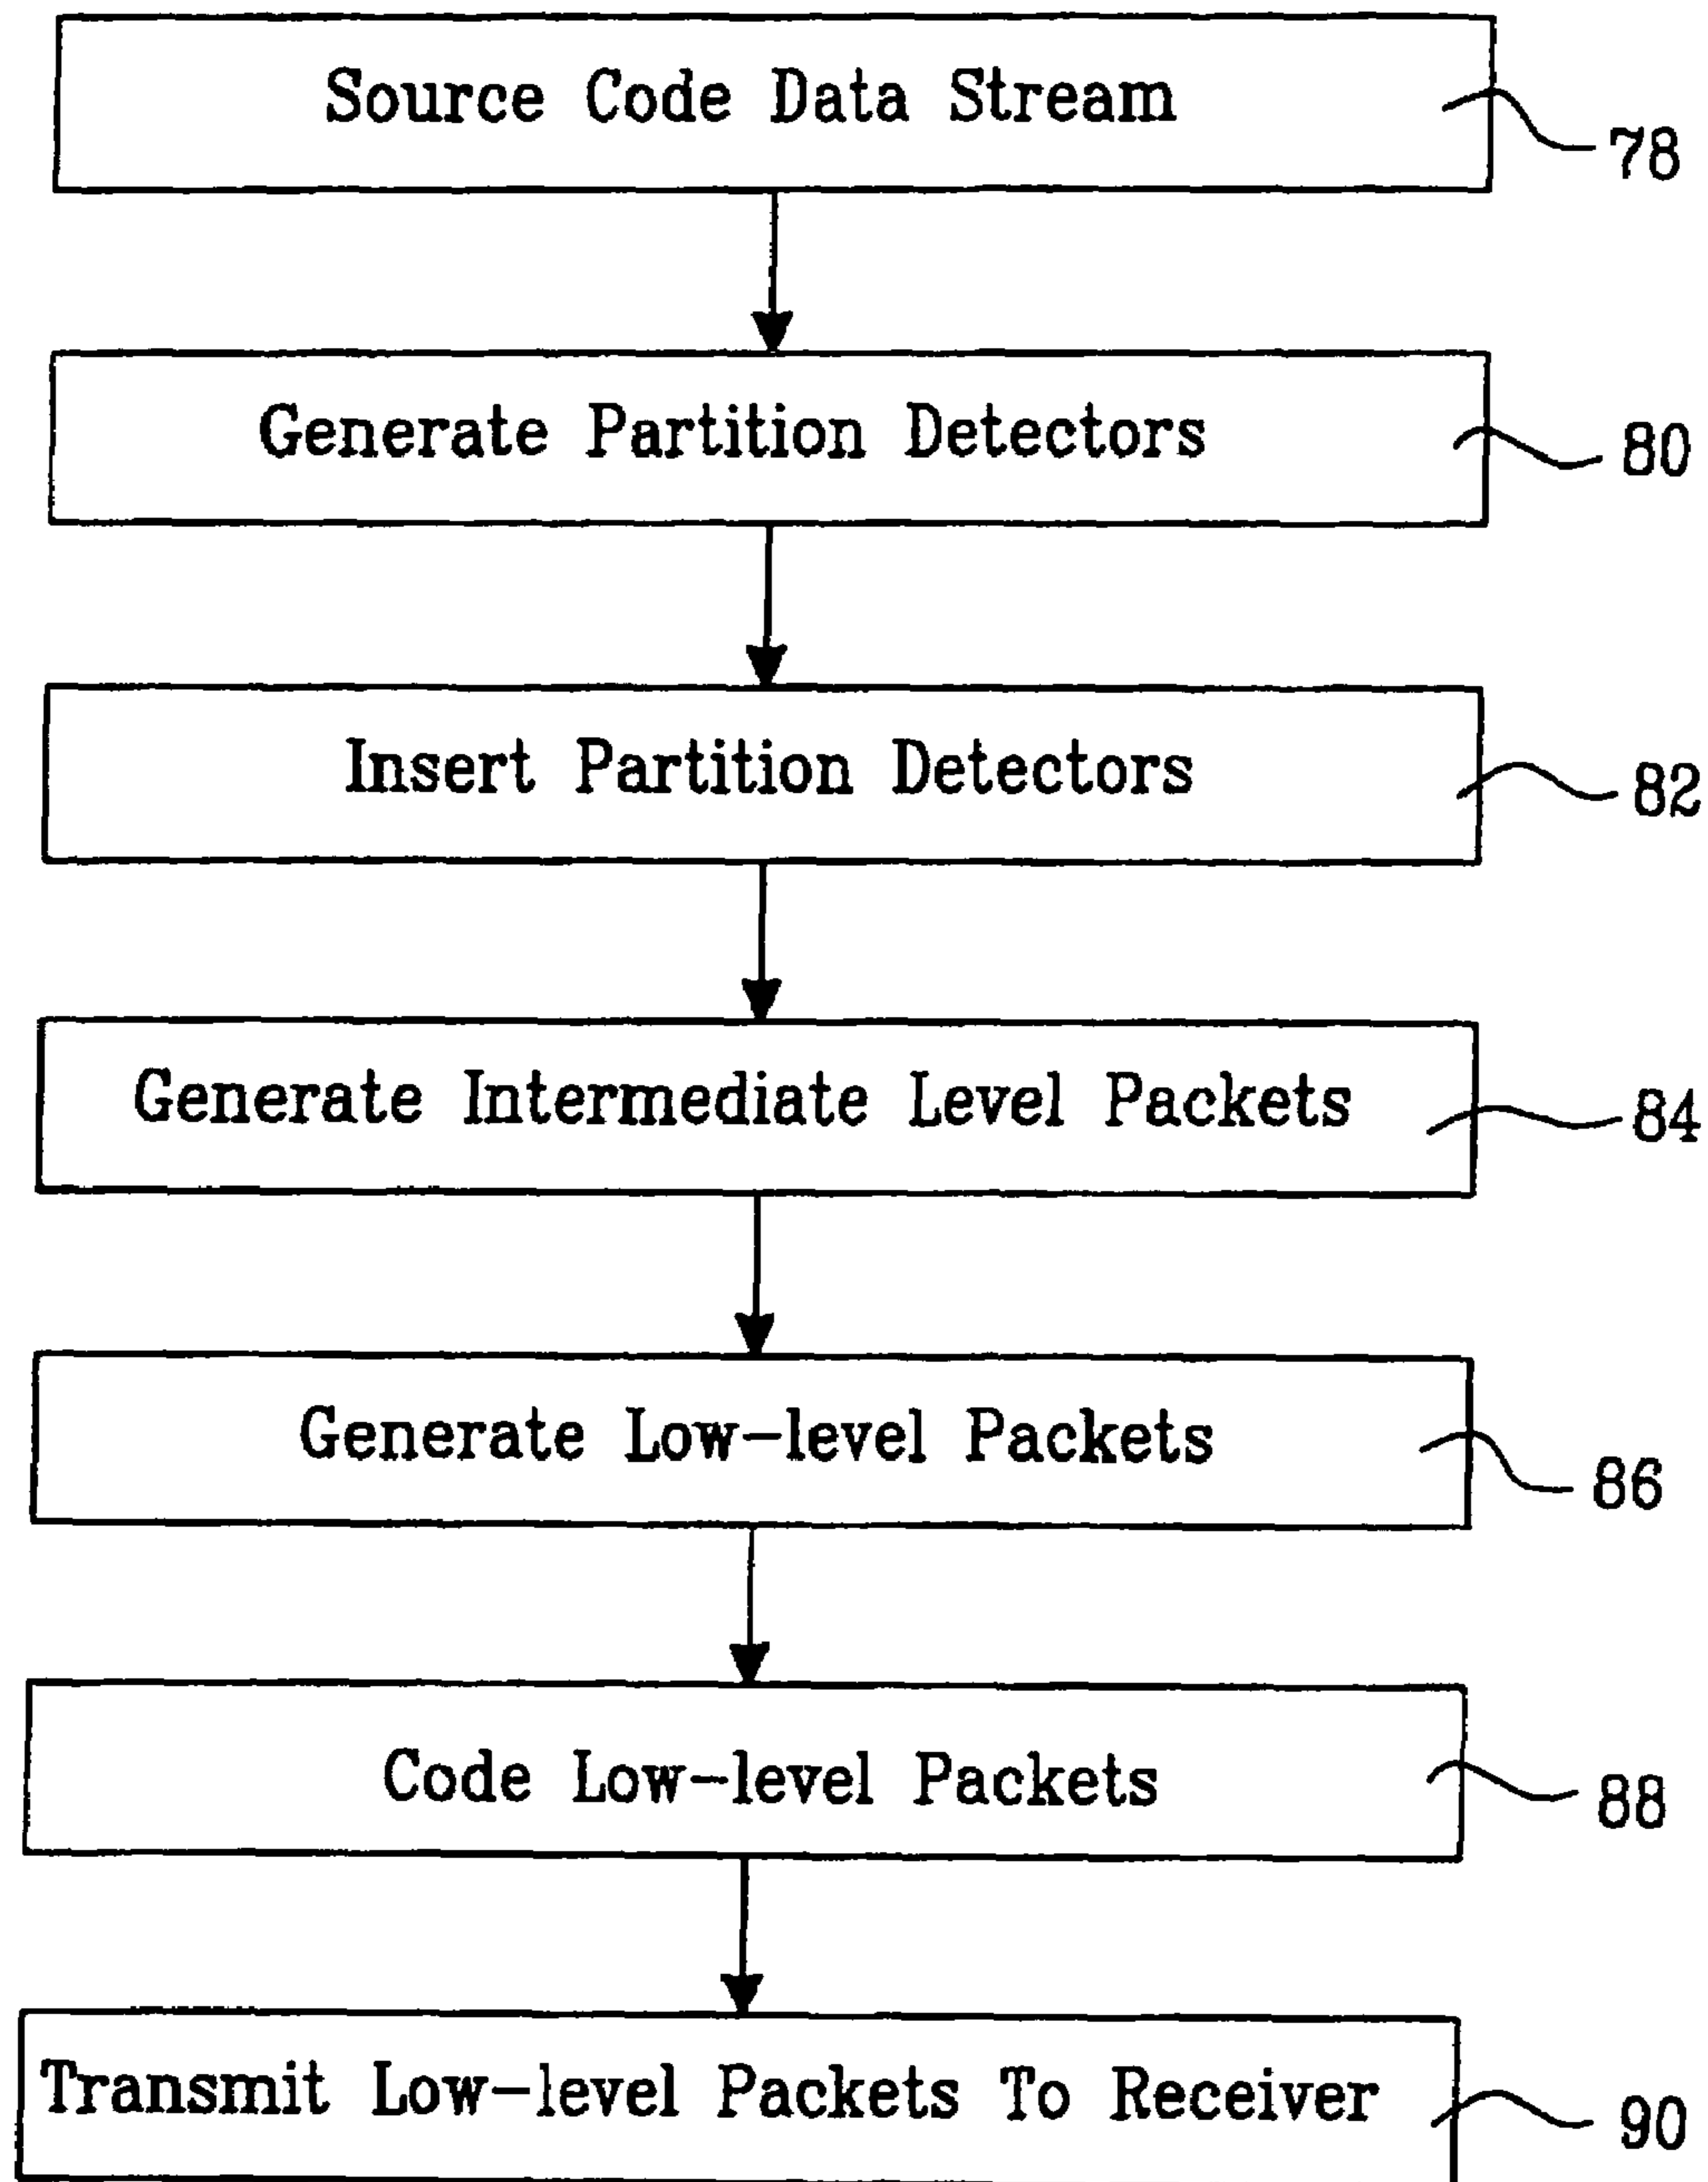 Source Code Data Stream
78
Generate Partition Detectors
80
Insert Partition Detectors
82
Generate Intermediate Level Packets
84
Generate Low-level Packets
86
Code Low-level Packets
88
Transmit Low-level Packets To Receiver
90